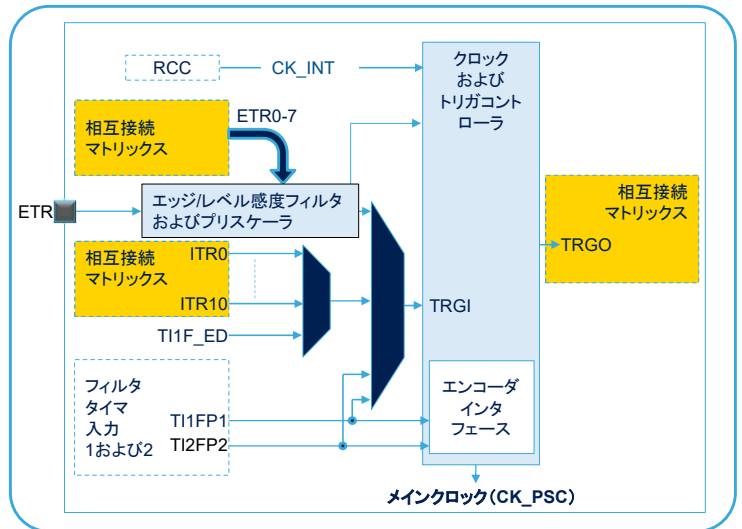 RCC
CK_INT
クロック
および
トリガコント
ローラ
相互接続
マトリックス
ETR0-7
ETR
エッジ/レベル感度フィルタ
およびプリスケーラ
相互接続
マトリックス
TRGO
相互接続
マトリックス
ITR0
ITR10
TI1F_ED
TRGI
フィルタ
タイマ
入力
1および2
TI1FP1
TI2FP2
エンコーダ
インタ
フェース
メインクロック(CK_PSC)